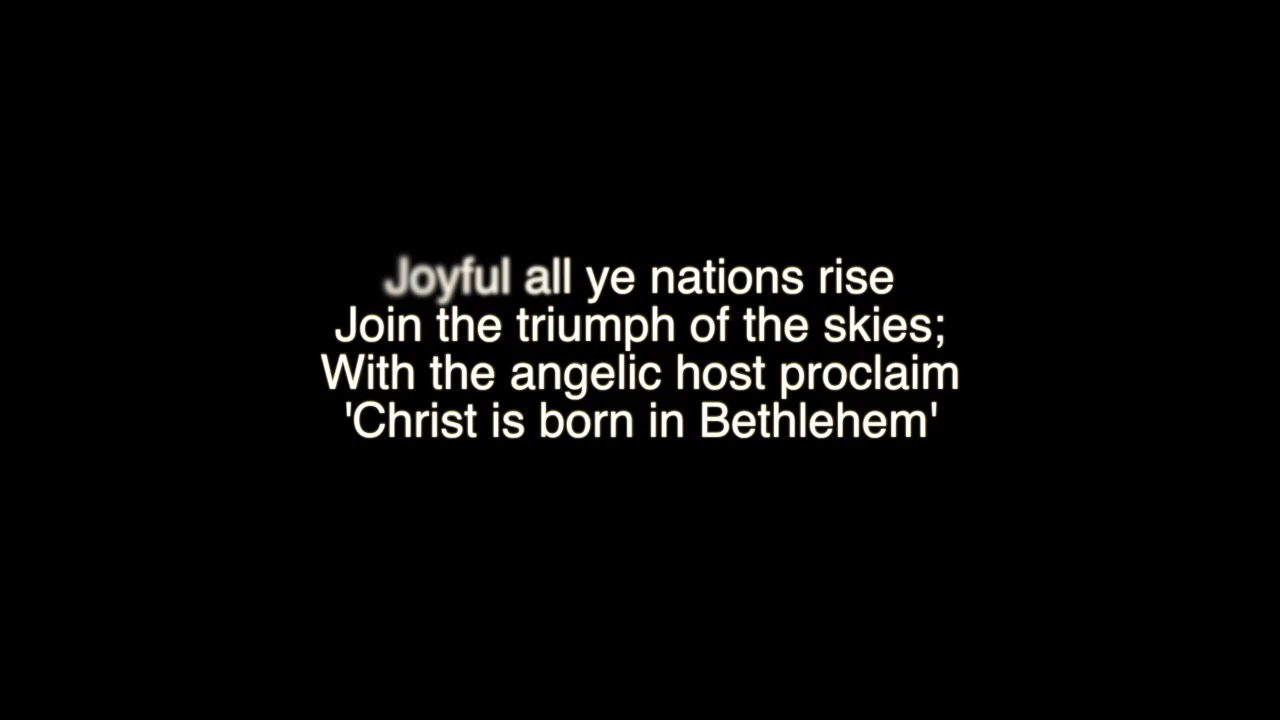 Joyful all ye nations rise
Join the triumph of the skies;
With the angelic host proclaim
'Christ is born in Bethlehem'